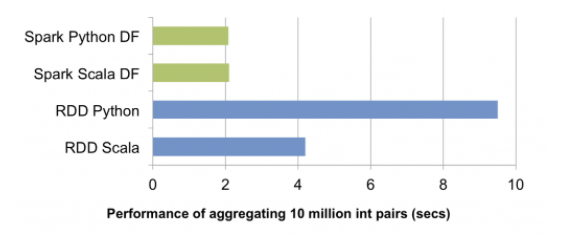 Spark Python DF
Spark Scala DF
RDD Python
RDD Scala
0 2 4 6 8 10
Performance of aggregating 10 million int pairs (secs)